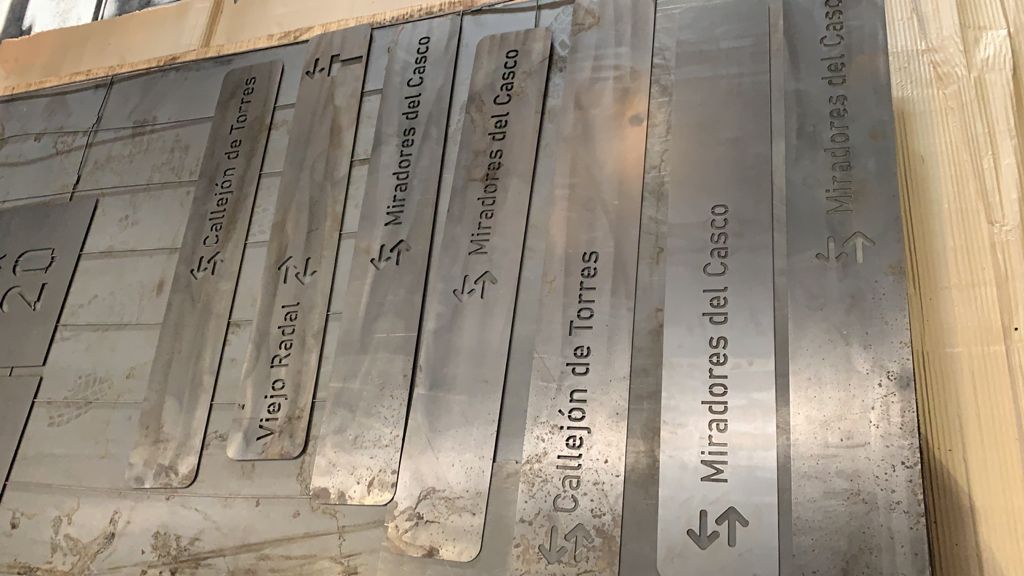 20
Callejón de Torres
Viejo Radal
Miradores del Casco
Miradores del Casco
Callejón de Torres
Miradores del Casco
Miradores del Casco